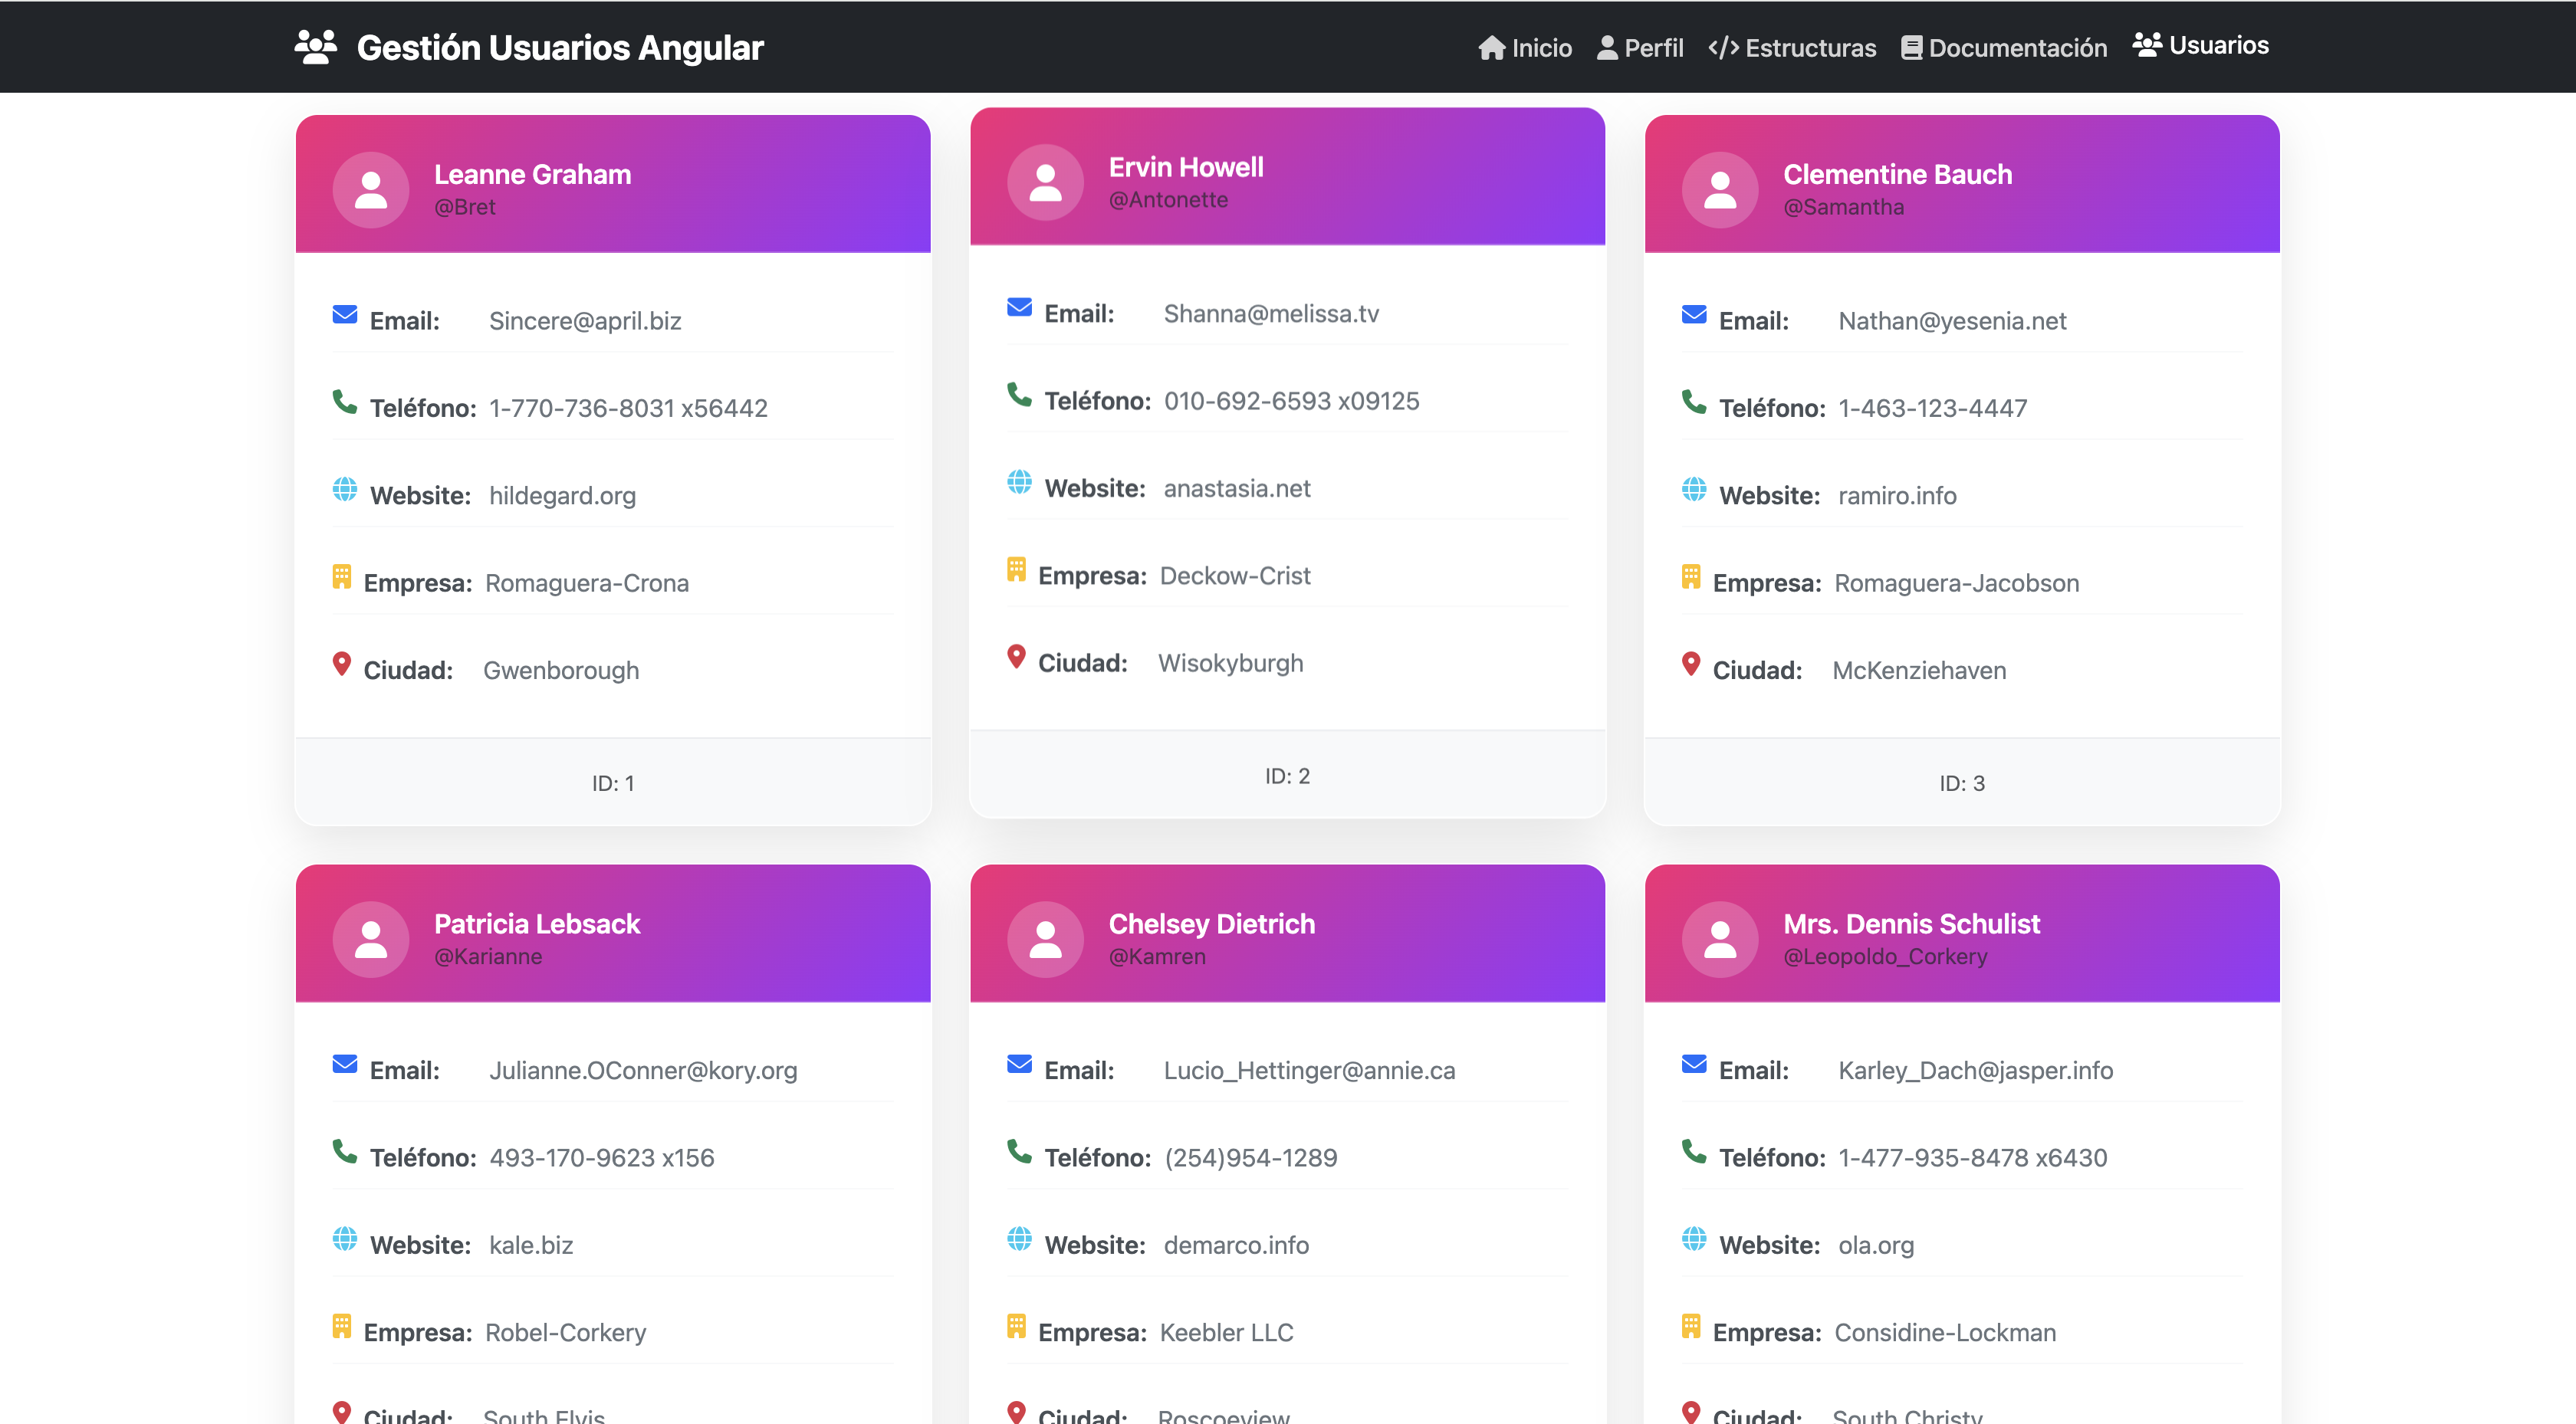 Gestión Usuarios Angular
Inicio Perfil Estructuras Documentación Usuarios
Leanne Graham
@Bret
Email: Sincere@april.biz
Teléfono: 1-770-736-8031 x56442
Website: hildegard.org
Empresa: Romaguera-Crona
Ciudad: Gwenborough
ID: 1
Ervin Howell
@Antonette
Email: Shanna@melissa.tv
Teléfono: 010-692-6593 x09125
Website: anastasia.net
Empresa: Deckow-Crist
Ciudad: Wisokyburgh
ID: 2
Clementine Bauch
@Samantha
Email: Nathan@yesenia.net
Teléfono: 1-463-123-4447
Website: ramiro.info
Empresa: Romaguera-Jacobson
Ciudad: McKenziehaven
ID: 3
Patricia Lebsack
@Karianne
Email: Julianne.OConner@kory.org
Teléfono: 493-170-9623 x156
Website: kale.biz
Empresa: Robel-Corkery
Ciudad: South Elvis
Chelsey Dietrich
@Kamren
Email: Lucio_Hettinger@annie.ca
Teléfono: (254)954-1289
Website: demarco.info
Empresa: Keebler LLC
Ciudad: Roscoeview
Mrs. Dennis Schulist
@Leopoldo_Corkery
Email: Karley_Dach@jasper.info
Teléfono: 1-477-935-8478 x6430
Website: ola.org
Empresa: Considine-Lockman
Ciudad: South Christy